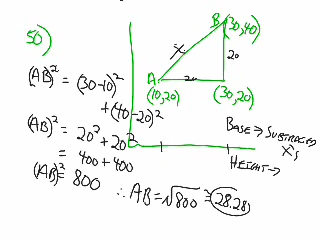 50)
(AB)² = (30-10)²
+ (40-20)²
(AB)² = 20² + 20²
= 400 + 400
(AB)² = 800
∴ AB = √800 ≅ 28.28
B (30,40)
x
20
A
20
(10,20)
(30,20)
BASE → SUBTRACTED
X's
HEIGHT →